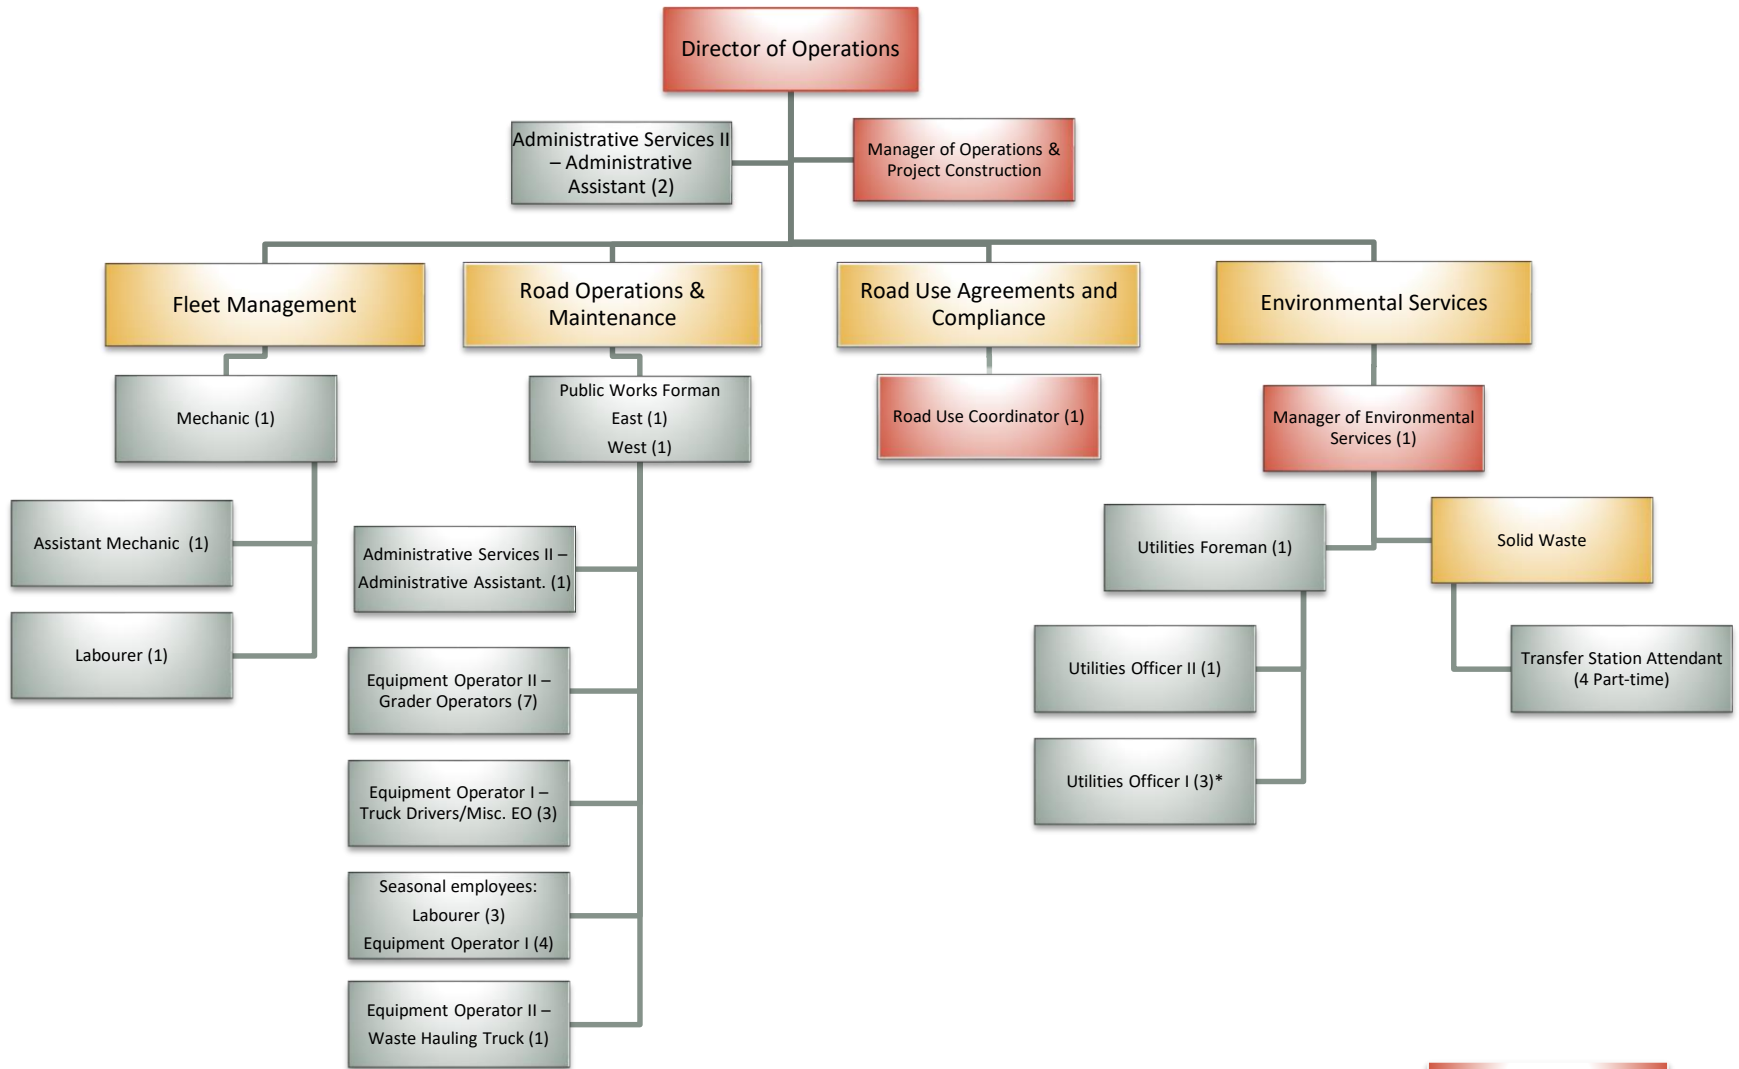 Director of Operations
Administrative Services II
– Administrative
Assistant (2)
Manager of Operations &
Project Construction
Fleet Management
Road Operations &
Maintenance
Road Use Agreements and
Compliance
Environmental Services
Mechanic (1)
Public Works Forman
East (1)
West (1)
Road Use Coordinator (1)
Manager of Environmental
Services (1)
Assistant Mechanic (1)
Labourer (1)
Administrative Services II –
Administrative Assistant. (1)
Equipment Operator II –
Grader Operators (7)
Equipment Operator I –
Truck Drivers/Misc. EO (3)
Seasonal employees:
Labourer (3)
Equipment Operator I (4)
Equipment Operator II –
Waste Hauling Truck (1)
Utilities Foreman (1)
Solid Waste
Utilities Officer II (1)
Transfer Station Attendant
(4 Part-time)
Utilities Officer I (3)*